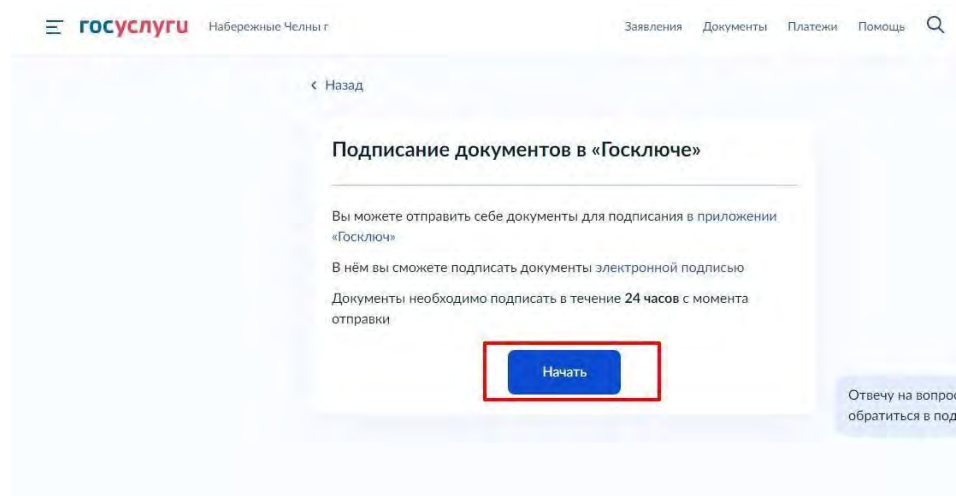 госуслуги Набережные Челны г Заявления Документы Платежи Помощь
Назад
Подписание документов в «Госключе»
Вы можете отправить себе документы для подписания в приложении
«Госключ»
В нём вы сможете подписать документы электронной подписью
Документы необходимо подписать в течение 24 часов с момента
отправки
Начать
Отвечу на
обратиться в